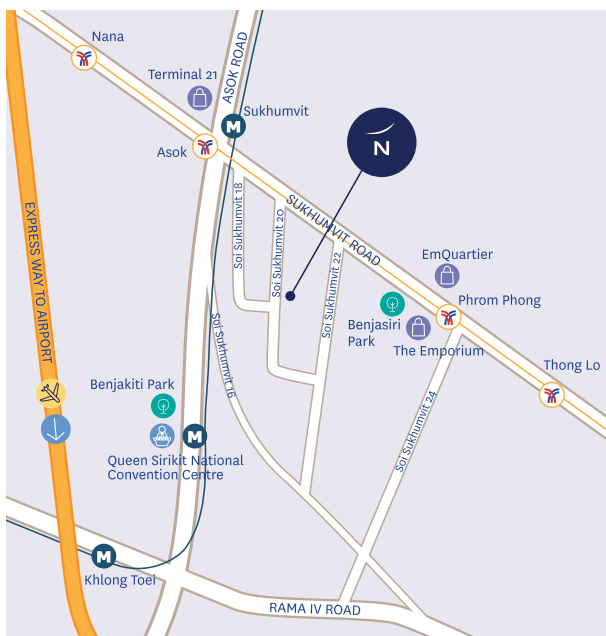 Nana
Terminal 21
ASOK ROAD
M
Sukhumvit
Asok
N
Soi Sukhumvit 18
Soi Sukhumvit 20
SUKHUMVIT ROAD
Soi Sukhumvit 22
EXPRESS WAY TO AIRPORT
EmQuartier
Phrom Phong
Benjasiri
Park
The Emporium
Thong Lo
Soi Sukhumvit 16
Soi Sukhumvit 24
Benjakiti Park
M
Queen Sirikit National
Convention Centre
M
Khlong Toei
RAMA IV ROAD